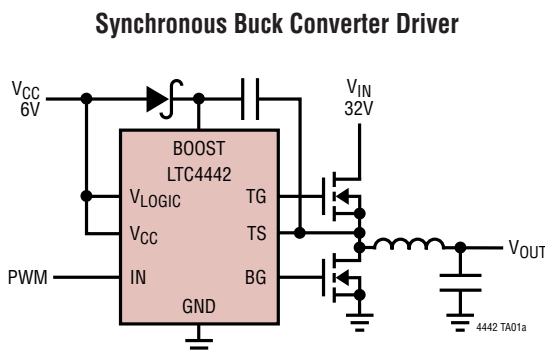 Synchronous Buck Converter Driver
VCC
6V
VIN
32V
BOOST
LTC4442
VLOGIC
TG
VCC
TS
PWM
IN
BG
VOUT
GND
4442 TA01a